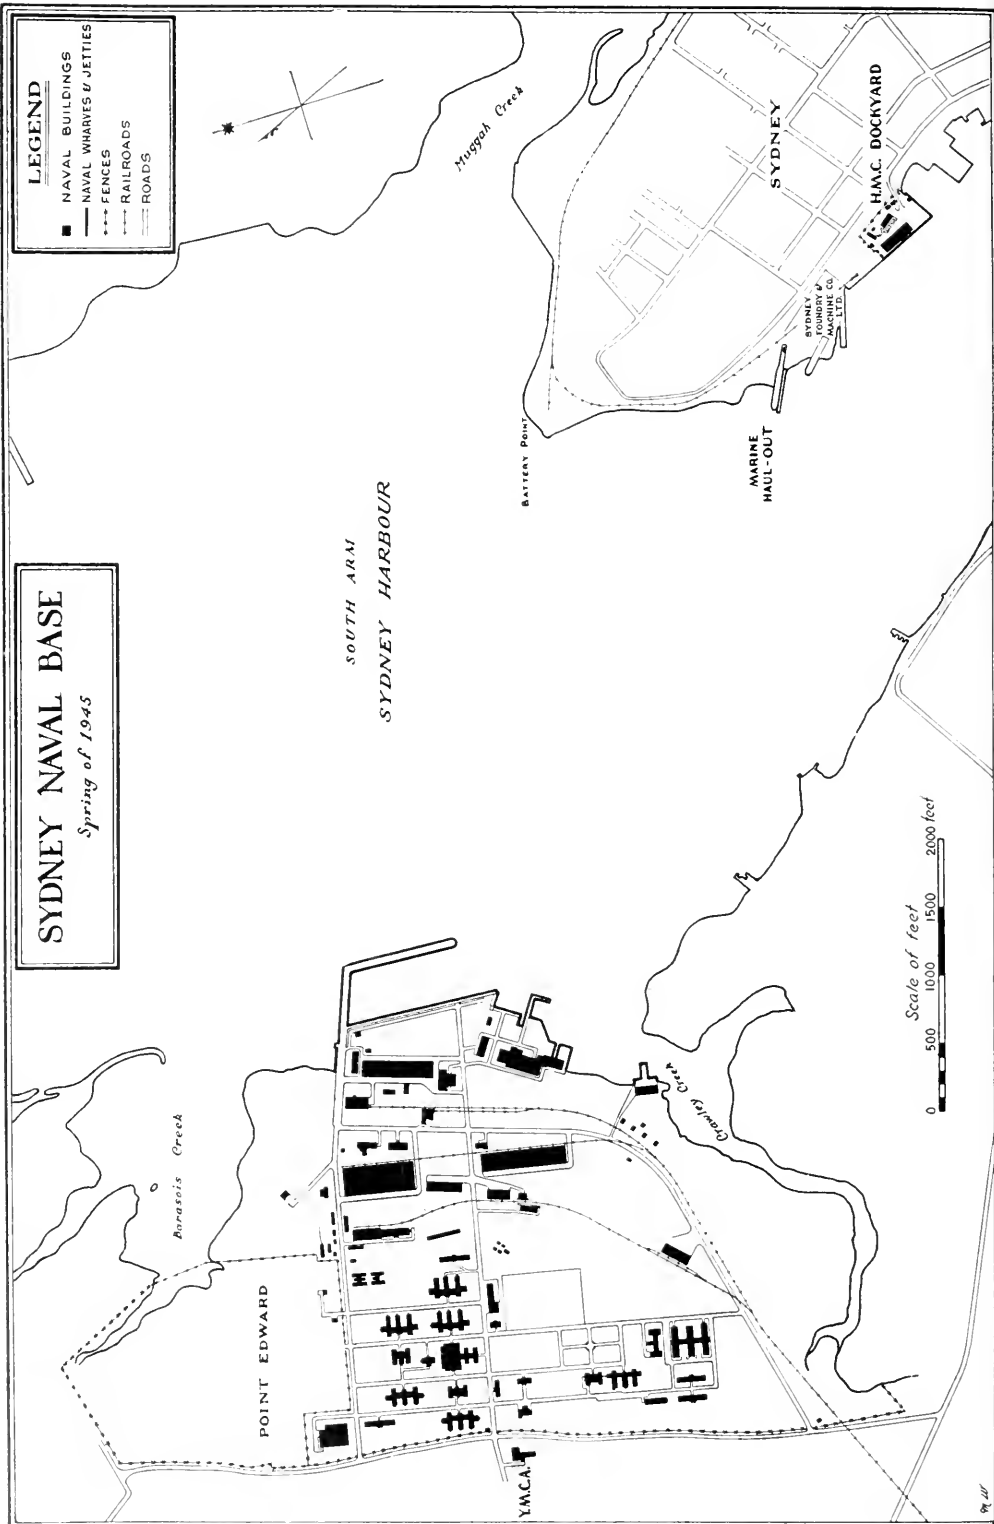 SYDNEY NAVAL BASE
Spring of 1945
LEGEND
NAVAL BUILDINGS
NAVAL WHARVES & JETTIES
FENCES
RAILROADS
ROADS
Muggah Creek
SYDNEY
H.M.C. DOCKYARD
SYDNEY
FOUNDRY &
MACHINE CO.
LTD.
BATTERY POINT
MARINE
HAUL-OUT
SOUTH ARM
SYDNEY HARBOUR
Barasois Creek
POINT EDWARD
Y.M.C.A.
Crawley Creek
Scale of feet
0 500 1000 1500 2000 feet